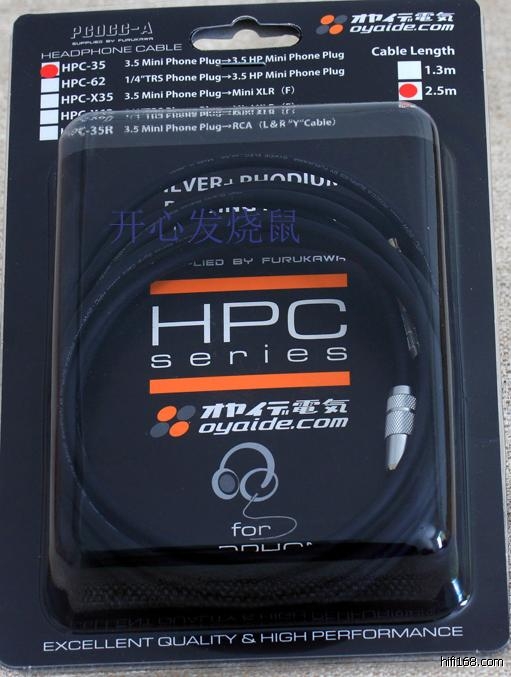 PCOCC-A
SUPPLIED BY FURUKAWA
HEADPHONE CABLE
オヤイデ電気
oyaide.com
Cable Length
HPC-35 3.5 Mini Phone Plug→3.5 HP Mini Phone Plug
1.3m
HPC-62 1/4"TRS Phone Plug→3.5 HP Mini Phone Plug
2.5m
HPC-X35 3.5 Mini Phone Plug→Mini XLR (F)
HPC-35R 3.5 Mini Phone Plug→RCA (L&R "Y"Cable)
开心发烧鼠
BY FURUKAWA
HPC
series
オヤイデ電気
oyaide.com
for
EXCELLENT QUALITY & HIGH PERFORMANCE
hifi168.com